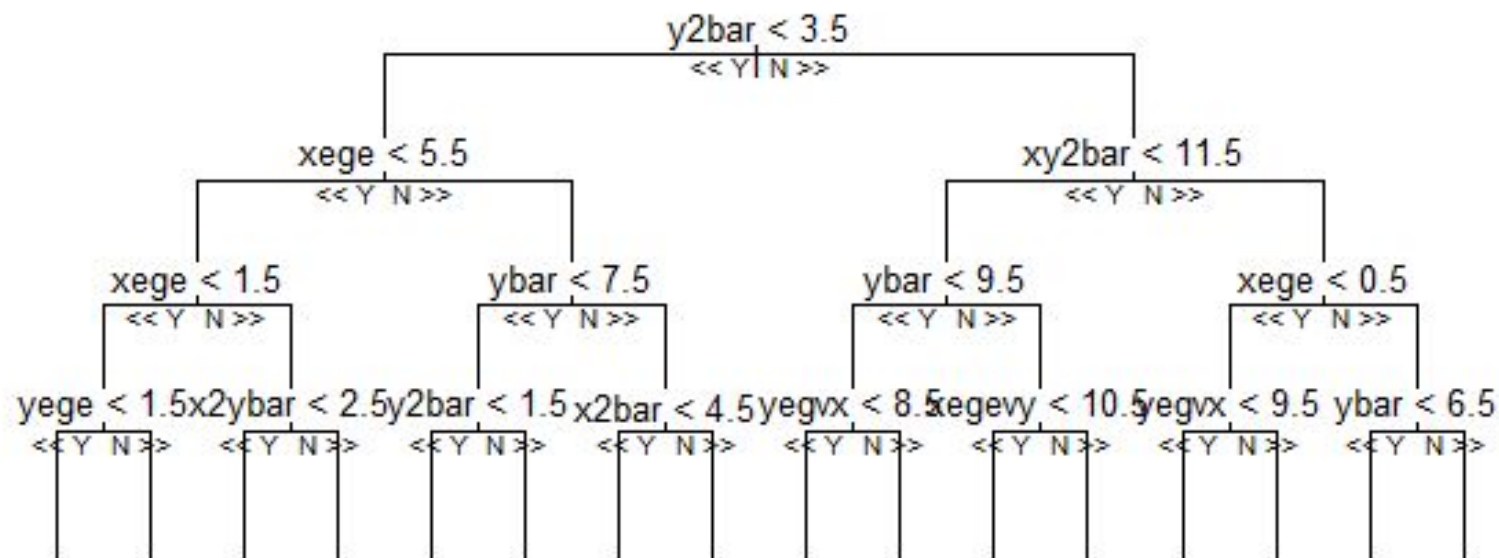 y2bar < 3.5
<< Y N >>
xege < 5.5 xy2bar < 11.5
<< Y N >> << Y N >>
xege < 1.5 ybar < 7.5 ybar < 9.5 xege < 0.5
<< Y N >> << Y N >> << Y N >> << Y N >>
yege < 1.5 x2ybar < 2.5 y2bar < 1.5 x2bar < 4.5 yegvx < 8.5 xegevy < 10.5 yegvx < 9.5 ybar < 6.5
<< Y N >> << Y N >> << Y N >> << Y N >> << Y N >> << Y N >> << Y N >> << Y N >>